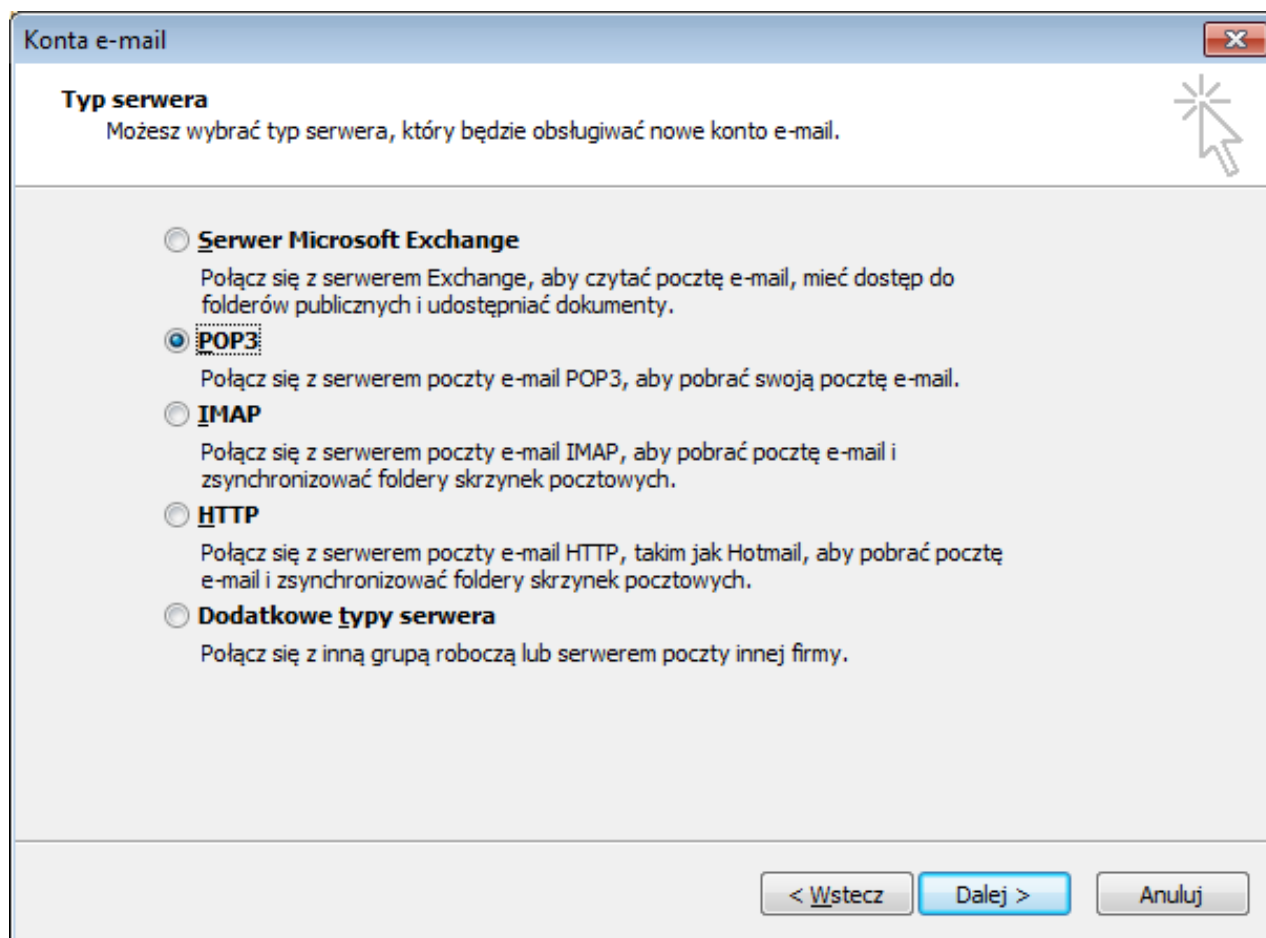 Konta e-mail
Typ serwera
Możesz wybrać typ serwera, który będzie obsługiwać nowe konto e-mail.
Serwer Microsoft Exchange
Połącz się z serwerem Exchange, aby czytać pocztę e-mail, mieć dostęp do
folderów publicznych i udostępniać dokumenty.
POP3
Połącz się z serwerem poczty e-mail POP3, aby pobrać swoją pocztę e-mail.
IMAP
Połącz się z serwerem poczty e-mail IMAP, aby pobrać pocztę e-mail i
zsynchronizować foldery skrzynek pocztowych.
HTTP
Połącz się z serwerem poczty e-mail HTTP, takim jak Hotmail, aby pobrać pocztę
e-mail i zsynchronizować foldery skrzynek pocztowych.
Dodatkowe typy serwera
Połącz się z inną grupą roboczą lub serwerem poczty innej firmy.
< Wstecz Dalej > Anuluj